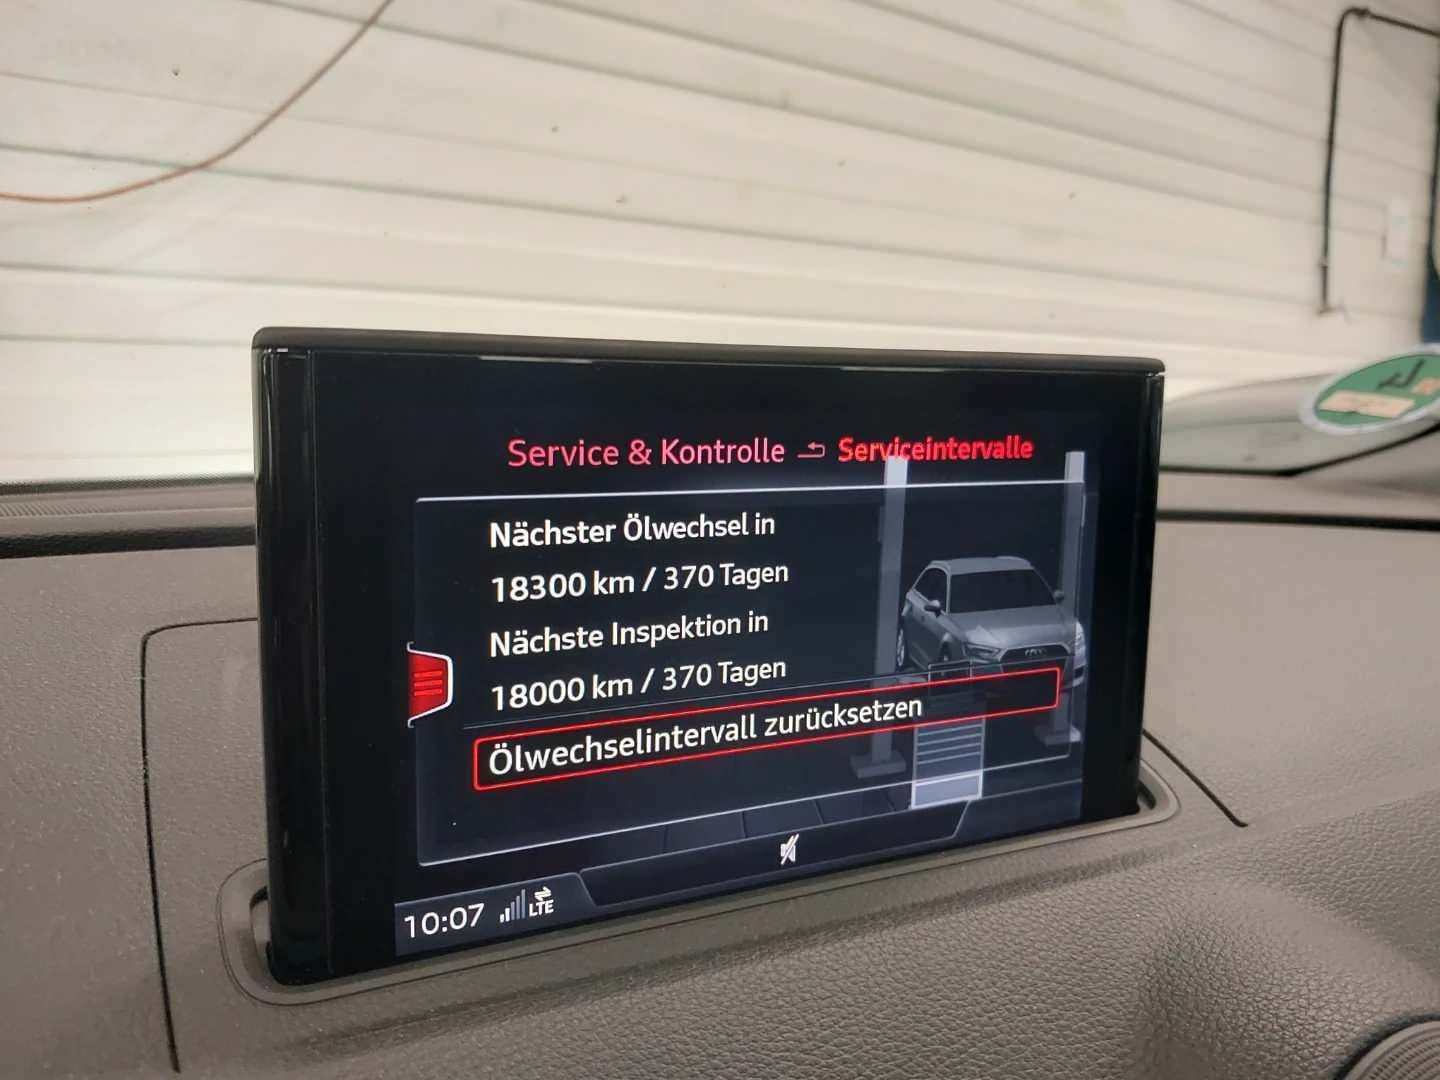 Service & Kontrolle Serviceintervalle
Nächster Ölwechsel in
18300 km / 370 Tagen
Nächste Inspektion in
18000 km / 370 Tagen
Ölwechselintervall zurücksetzen
10:07 LTE